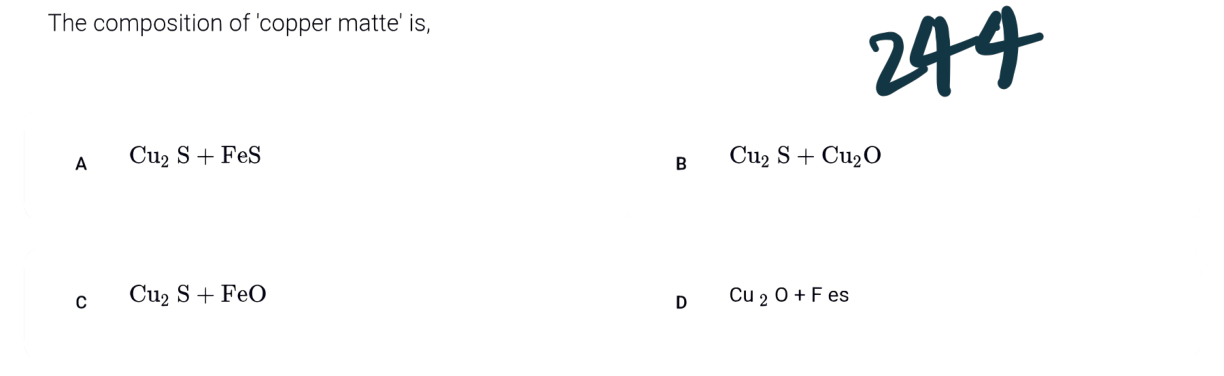 The composition of 'copper matte' is,
244
A Cu₂ S + FeS
B Cu₂ S + Cu₂O
C Cu₂ S + FeO
D Cu ₂ O + F es